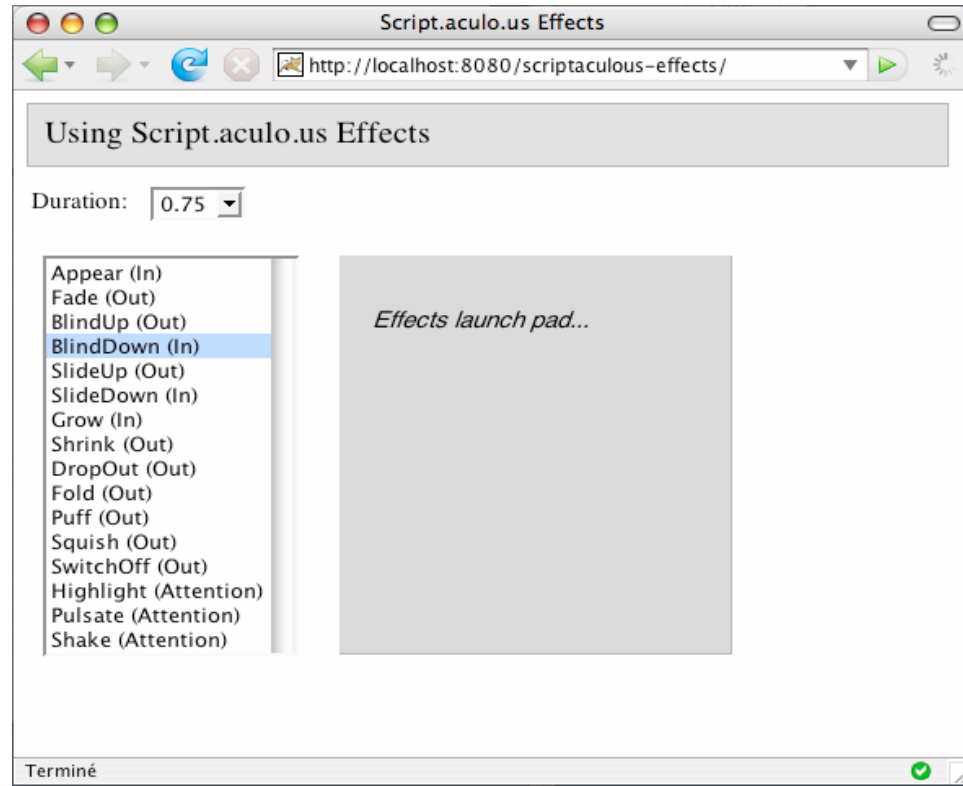 Script.aculo.us Effects
http://localhost:8080/scriptaculous-effects/
Using Script.aculo.us Effects
Duration: 0.75
Appear (In)
Fade (Out)
BlindUp (Out)
BlindDown (In)
SlideUp (Out)
SlideDown (In)
Grow (In)
Shrink (Out)
DropOut (Out)
Fold (Out)
Puff (Out)
Squish (Out)
SwitchOff (Out)
Highlight (Attention)
Pulsate (Attention)
Shake (Attention)
Effects launch pad...
Terminé